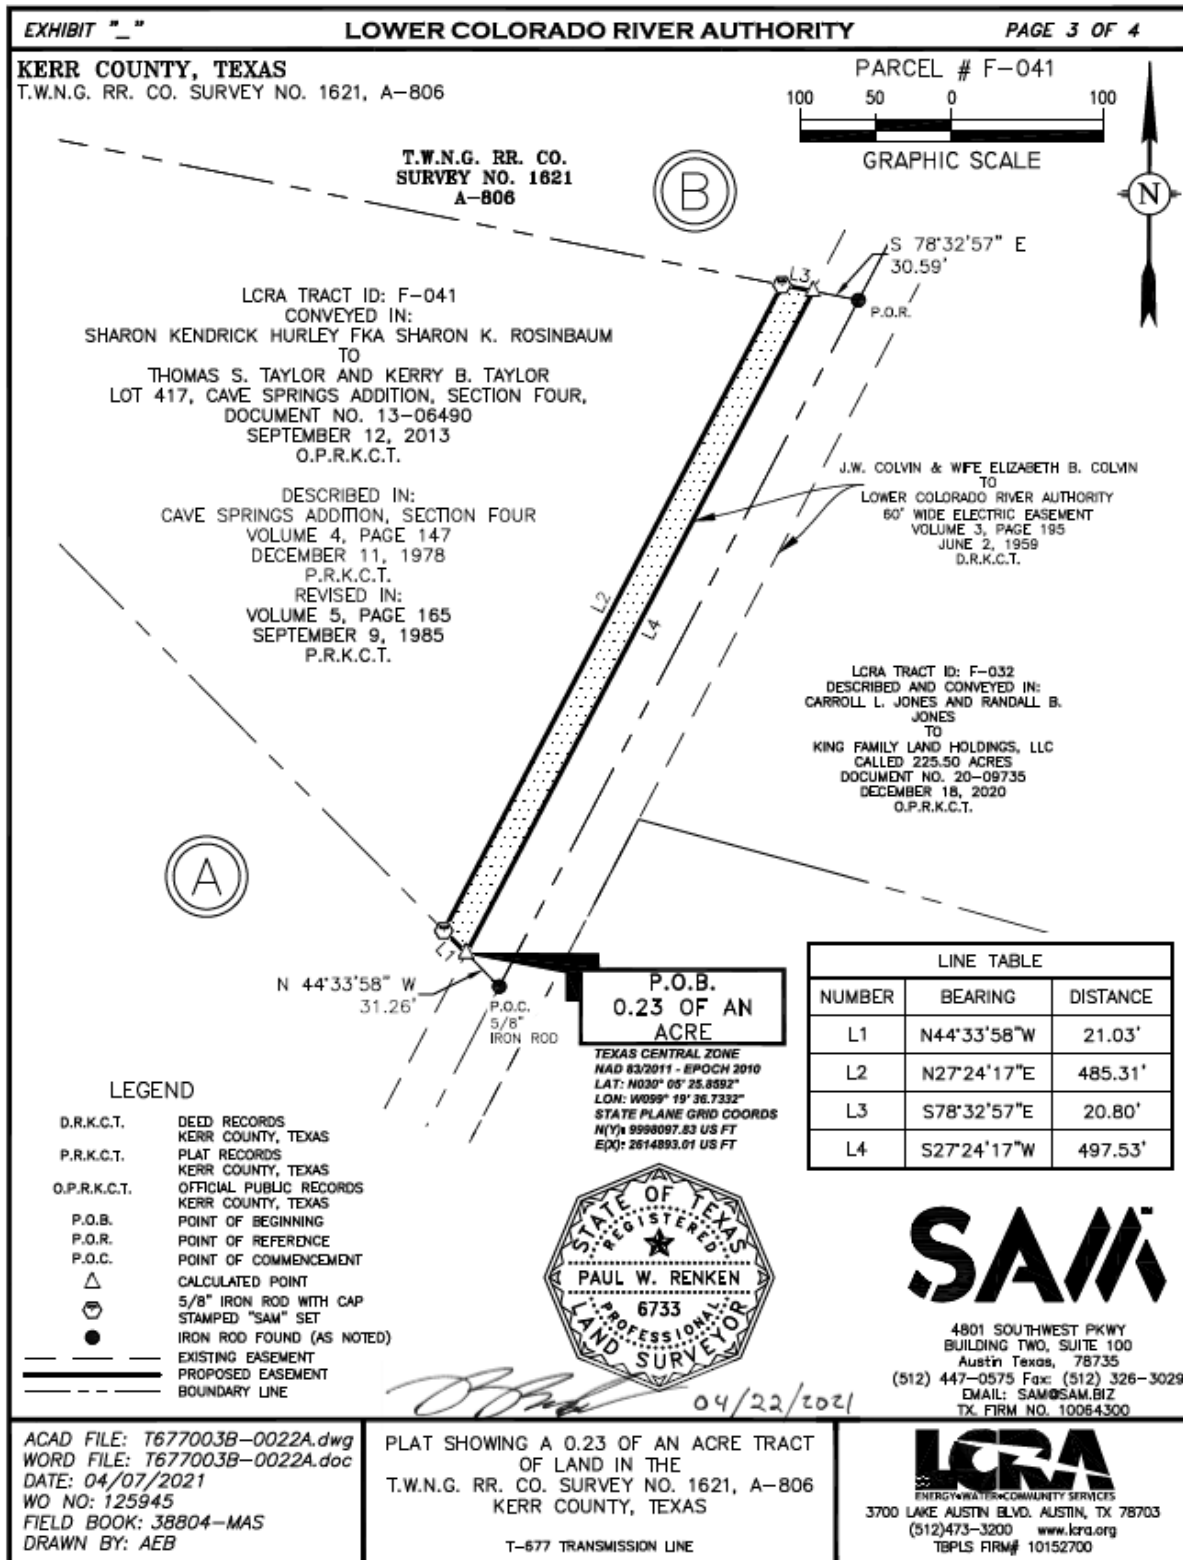 EXHIBIT "_"
LOWER COLORADO RIVER AUTHORITY
PAGE 3 OF 4
KERR COUNTY, TEXAS
T.W.N.G. RR. CO. SURVEY NO. 1621, A-806
PARCEL # F-041
100 50 0 100
GRAPHIC SCALE
N
T.W.N.G. RR. CO.
SURVEY NO. 1621
A-806
B
S 78°32'57" E
30.59'
L3
P.O.R.
LCRA TRACT ID: F-041
CONVEYED IN:
SHARON KENDRICK HURLEY FKA SHARON K. ROSINBAUM
TO
THOMAS S. TAYLOR AND KERRY B. TAYLOR
LOT 417, CAVE SPRINGS ADDITION, SECTION FOUR,
DOCUMENT NO. 13-06490
SEPTEMBER 12, 2013
O.P.R.K.C.T.
DESCRIBED IN:
CAVE SPRINGS ADDITION, SECTION FOUR
VOLUME 4, PAGE 147
DECEMBER 11, 1978
P.R.K.C.T.
REVISED IN:
VOLUME 5, PAGE 165
SEPTEMBER 9, 1985
P.R.K.C.T.
J.W. COLVIN & WIFE ELIZABETH B. COLVIN
TO
LOWER COLORADO RIVER AUTHORITY
60' WIDE ELECTRIC EASEMENT
VOLUME 3, PAGE 195
JUNE 2, 1959
D.R.K.C.T.
L2
L4
LCRA TRACT ID: F-032
DESCRIBED AND CONVEYED IN:
CARROLL L. JONES AND RANDALL B.
JONES
TO
KING FAMILY LAND HOLDINGS, LLC
CALLED 225.50 ACRES
DOCUMENT NO. 20-09735
DECEMBER 18, 2020
O.P.R.K.C.T.
A
L1
N 44°33'58" W
31.26'
P.O.C.
5/8"
IRON ROD
P.O.B.
0.23 OF AN
ACRE
TEXAS CENTRAL ZONE
NAD 83/2011 - EPOCH 2010
LAT: N030° 05' 25.8592"
LON: W099° 19' 36.7332"
STATE PLANE GRID COORDS
N(Y): 9998097.83 US FT
E(X): 2614893.01 US FT
LINE TABLE
NUMBER BEARING DISTANCE
L1 N44°33'58"W 21.03'
L2 N27°24'17"E 485.31'
L3 S78°32'57"E 20.80'
L4 S27°24'17"W 497.53'
LEGEND
D.R.K.C.T. DEED RECORDS
KERR COUNTY, TEXAS
P.R.K.C.T. PLAT RECORDS
KERR COUNTY, TEXAS
O.P.R.K.C.T. OFFICIAL PUBLIC RECORDS
KERR COUNTY, TEXAS
P.O.B. POINT OF BEGINNING
P.O.R. POINT OF REFERENCE
P.O.C. POINT OF COMMENCEMENT
CALCULATED POINT
5/8" IRON ROD WITH CAP
STAMPED "SAM" SET
IRON ROD FOUND (AS NOTED)
EXISTING EASEMENT
PROPOSED EASEMENT
BOUNDARY LINE
STATE OF TEXAS
REGISTERED
PAUL W. RENKEN
6733
PROFESSIONAL
LAND SURVEYOR
04/22/2021
SAM
4801 SOUTHWEST PKWY
BUILDING TWO, SUITE 100
Austin Texas, 78735
(512) 447-0575 Fax: (512) 326-3029
EMAIL: SAM@SAM.BIZ
TX. FIRM NO. 10064300
ACAD FILE: T677003B-0022A.dwg
WORD FILE: T677003B-0022A.doc
DATE: 04/07/2021
WO NO: 125945
FIELD BOOK: 38804-MAS
DRAWN BY: AEB
PLAT SHOWING A 0.23 OF AN ACRE TRACT
OF LAND IN THE
T.W.N.G. RR. CO. SURVEY NO. 1621, A-806
KERR COUNTY, TEXAS
T-677 TRANSMISSION LINE
LCRA
ENERGY•WATER•COMMUNITY SERVICES
3700 LAKE AUSTIN BLVD. AUSTIN, TX 78703
(512)473-3200 www.lcra.org
TBPLS FIRM# 10152700